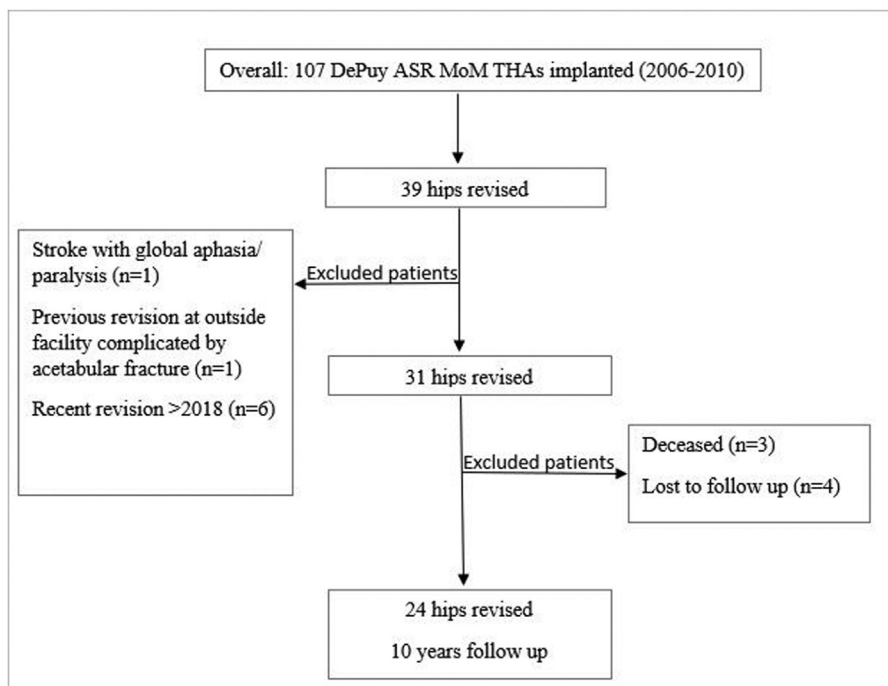 Overall: 107 DePuy ASR MoM THAs implanted (2006-2010)
39 hips revised
Stroke with global aphasia/
paralysis (n=1)
Previous revision at outside
facility complicated by
acetabular fracture (n=1)
Recent revision >2018 (n=6)
Excluded patients
31 hips revised
Excluded patients
Deceased (n=3)
Lost to follow up (n=4)
24 hips revised
10 years follow up